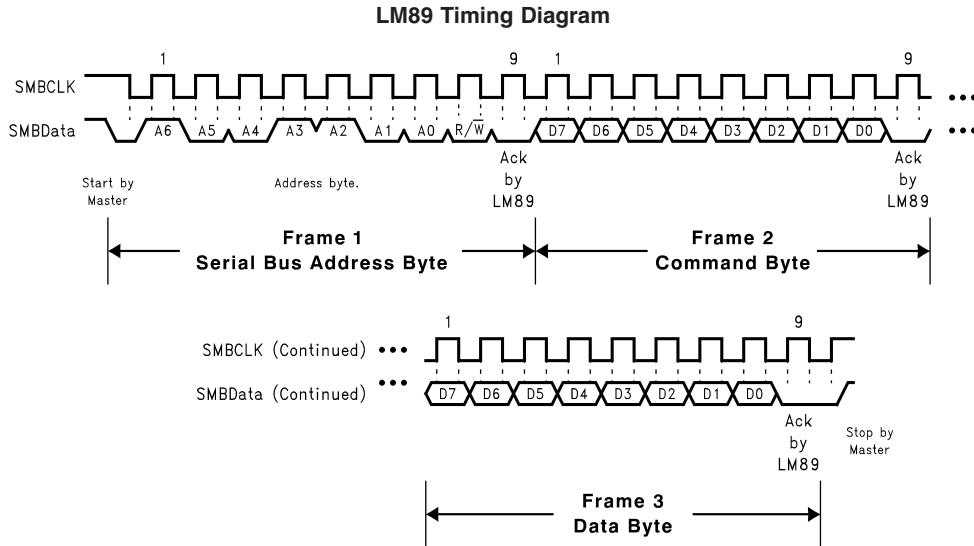 LM89 Timing Diagram
1 9 1 9
SMBCLK
SMBData A6 A5 A4 A3 A2 A1 A0 R/W̅ D7 D6 D5 D4 D3 D2 D1 D0
Start by
Master
Address byte.
Ack
by
LM89
Ack
by
LM89
Frame 1
Serial Bus Address Byte
Frame 2
Command Byte
1 9
SMBCLK (Continued)
SMBData (Continued) D7 D6 D5 D4 D3 D2 D1 D0
Ack
by
LM89
Stop by
Master
Frame 3
Data Byte